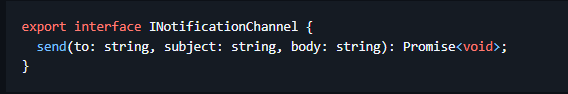 export interface INotificationChannel {
  send(to: string, subject: string, body: string): Promise<void>;
}